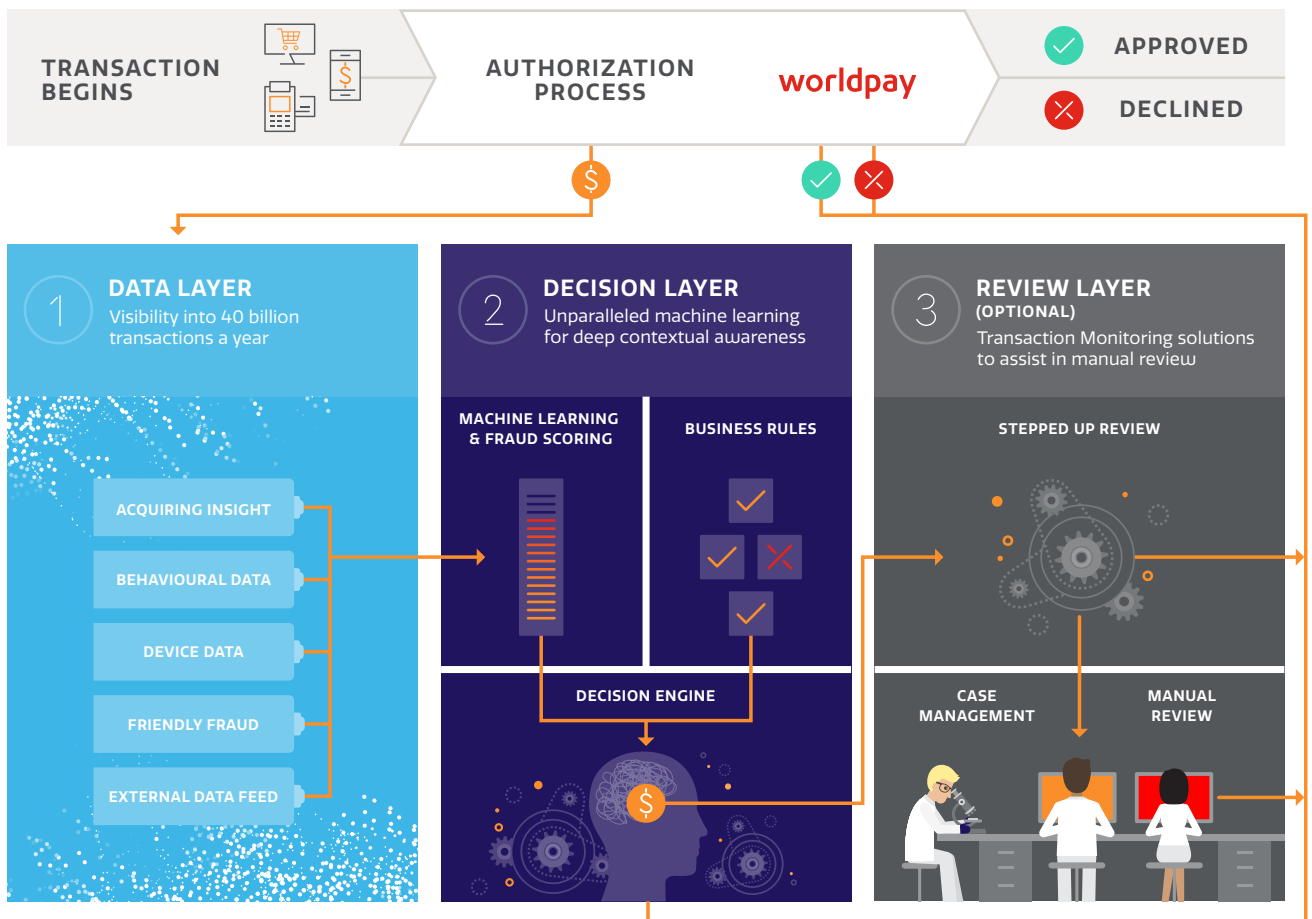 TRANSACTION
BEGINS
$
AUTHORIZATION
PROCESS
worldpay
APPROVED
DECLINED
$
1
DATA LAYER
Visibility into 40 billion
transactions a year
ACQUIRING INSIGHT
BEHAVIOURAL DATA
DEVICE DATA
FRIENDLY FRAUD
EXTERNAL DATA FEED
2
DECISION LAYER
Unparalleled machine learning
for deep contextual awareness
MACHINE LEARNING
& FRAUD SCORING
BUSINESS RULES
DECISION ENGINE
$
3
REVIEW LAYER
(OPTIONAL)
Transaction Monitoring solutions
to assist in manual review
STEPPED UP REVIEW
CASE
MANAGEMENT
MANUAL
REVIEW